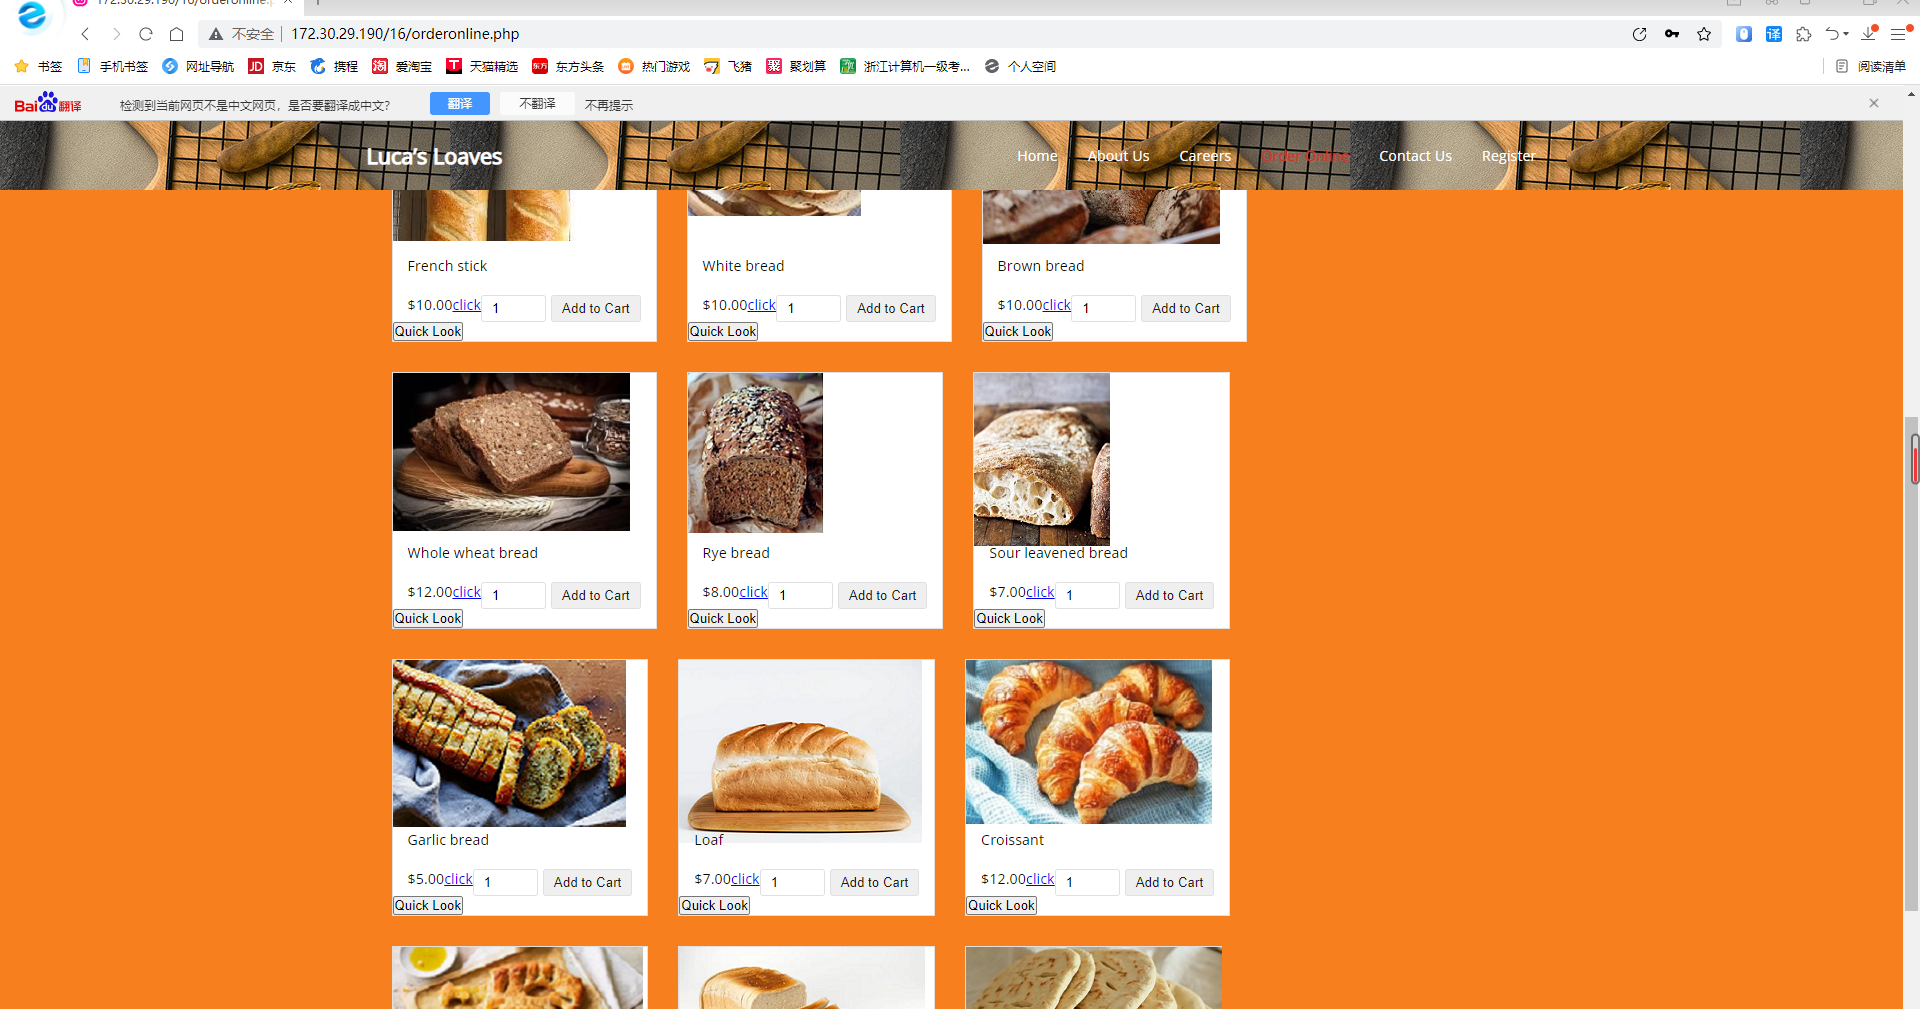 172.30.29.190/16/orderonline.p
不安全 172.30.29.190/16/orderonline.php
译
书签 手机书签 网址导航 JD 京东 携程 淘 爱淘宝 T 天猫精选 东方 东方头条 热门游戏 飞猪 聚 聚划算 浙江计算机一级考... 个人空间 阅读清单
Bai du 翻译 检测到当前网页不是中文网页，是否要翻译成中文? 翻译 不翻译 不再提示
Luca's Loaves Home About Us Careers Order Online Contact Us Register
French stick White bread Brown bread
$10.00click 1 Add to Cart $10.00click 1 Add to Cart $10.00click 1 Add to Cart
Quick Look Quick Look Quick Look
Whole wheat bread Rye bread Sour leavened bread
$12.00click 1 Add to Cart $8.00click 1 Add to Cart $7.00click 1 Add to Cart
Quick Look Quick Look Quick Look
Garlic bread Loaf Croissant
$5.00click 1 Add to Cart $7.00click 1 Add to Cart $12.00click 1 Add to Cart
Quick Look Quick Look Quick Look